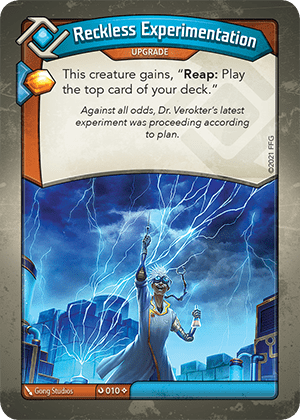 Reckless Experimentation
UPGRADE
This creature gains, “Reap: Play
the top card of your deck.”
Against all odds, Dr. Verokter’s latest
experiment was proceeding according
to plan.
©2021 FFG
Gong Studios
010